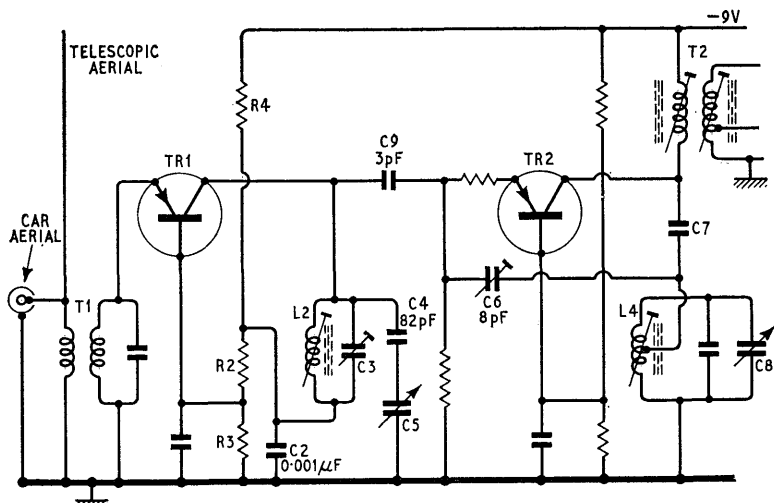 -9V
TELESCOPIC
AERIAL
T2
R4
TR1
C9
3pF
TR2
CAR
AERIAL
C7
T1
C6
8pF
L2
C4
82pF
L4
R2
C3
C8
C5
R3
C2
0·001μF